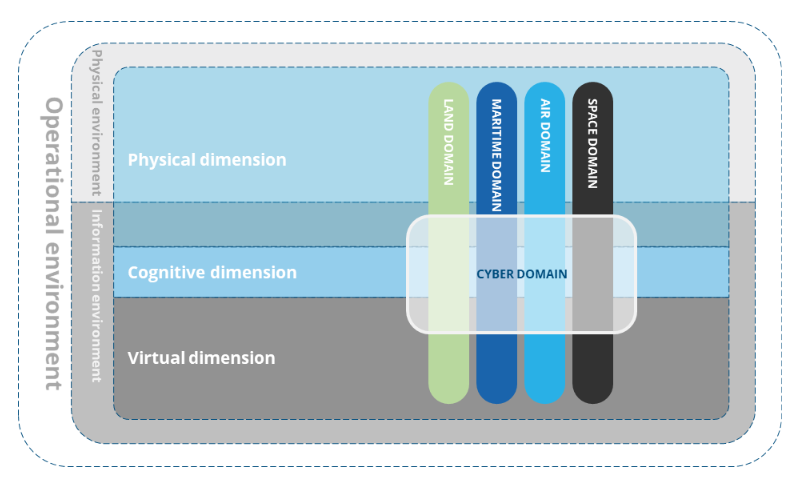 Operational environment
Physical environment
Information environment
Physical dimension
Cognitive dimension
Virtual dimension
LAND DOMAIN
MARITIME DOMAIN
AIR DOMAIN
SPACE DOMAIN
CYBER DOMAIN